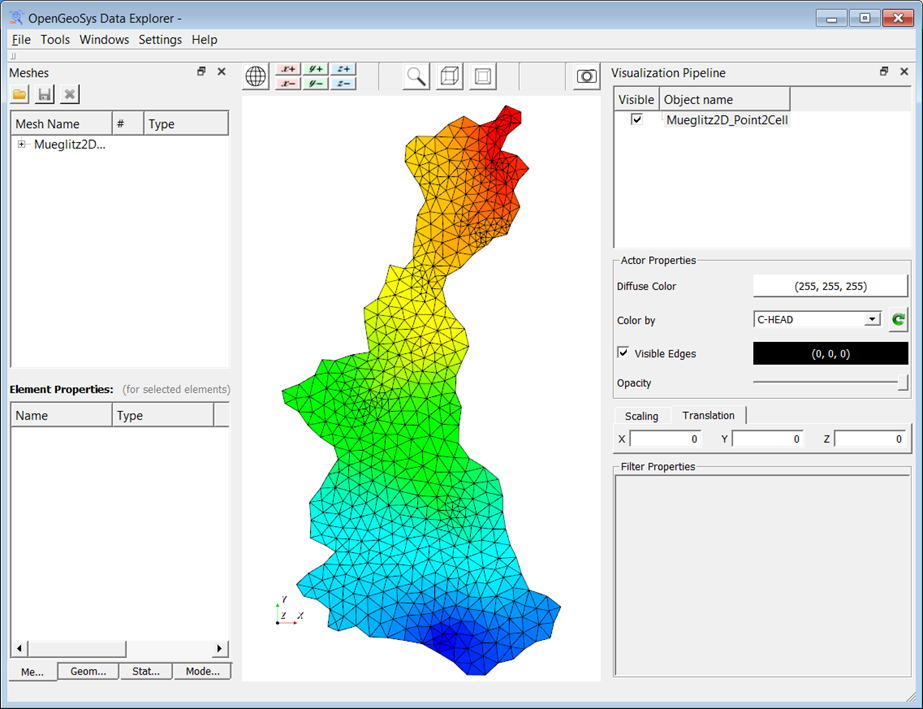 OpenGeoSys Data Explorer -
File Tools Windows Settings Help
Meshes
Mesh Name # Type
Mueglitz2D...
Element Properties: (for selected elements)
Name Type
Me... Geom... Stat... Mode...
x+ y+ z+
x- y- z-
Y
Z X
Visualization Pipeline
Visible Object name
Mueglitz2D_Point2Cell
Actor Properties
Diffuse Color (255, 255, 255)
Color by C-HEAD
Visible Edges (0, 0, 0)
Opacity
Scaling Translation
X 0 Y 0 Z 0
Filter Properties